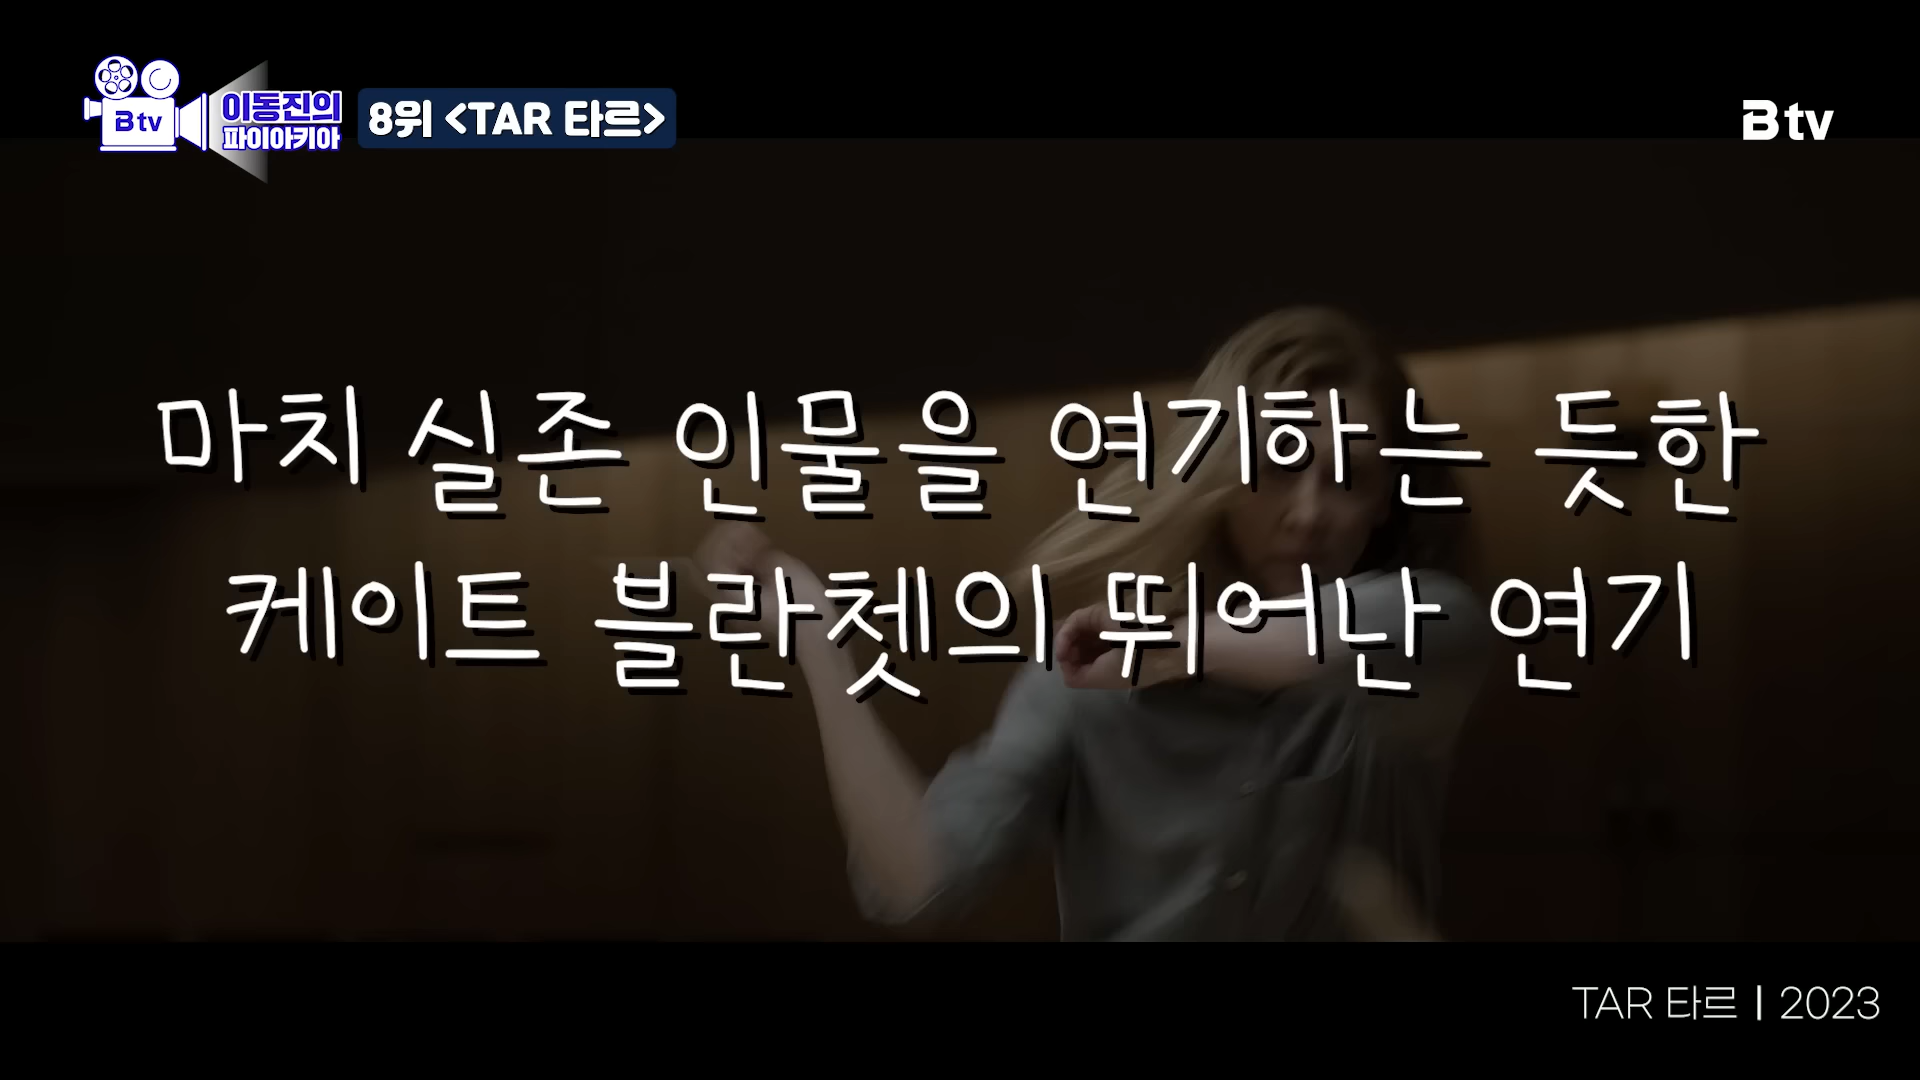 Btv
이동진의
파이아키아
8위 <TAR 타르>
B tv
마치 실존 인물을 연기하는 듯한
케이트 블란쳇의 뛰어난 연기
TAR 타르 | 2023